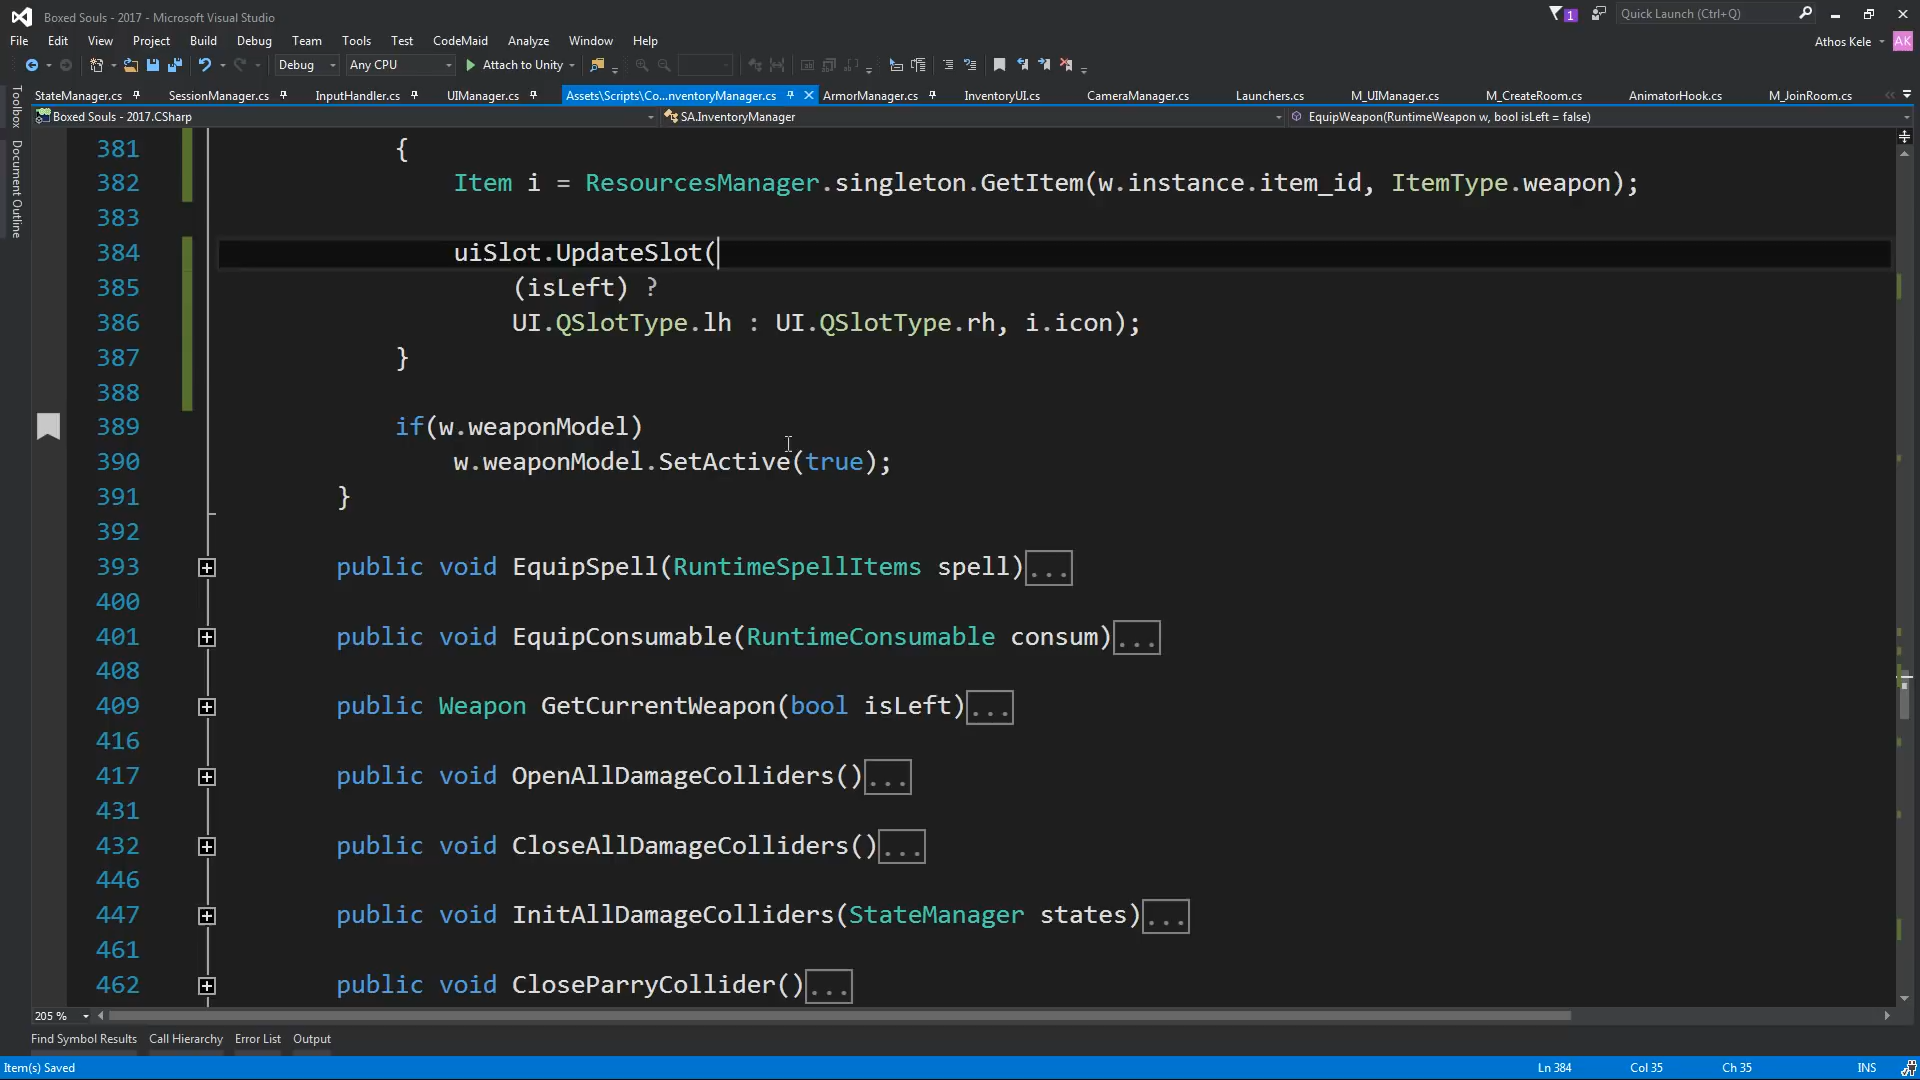 Boxed Souls - 2017 - Microsoft Visual Studio
1
Quick Launch (Ctrl+Q)
File Edit View Project Build Debug Team Tools Test CodeMaid Analyze Window Help
Athos Kele AK
Debug Any CPU Attach to Unity
StateManager.cs SessionManager.cs InputHandler.cs UIManager.cs Assets\Scripts\Co...nventoryManager.cs ArmorManager.cs InventoryUI.cs CameraManager.cs Launchers.cs M_UIManager.cs M_CreateRoom.cs AnimatorHook.cs M_JoinRoom.cs
Boxed Souls - 2017.CSharp SA.InventoryManager EquipWeapon(RuntimeWeapon w, bool isLeft = false)
Toolbox
Document Outline
381 {
382 Item i = ResourcesManager.singleton.GetItem(w.instance.item_id, ItemType.weapon);
383
384 uiSlot.UpdateSlot(
385 (isLeft) ?
386 UI.QSlotType.lh : UI.QSlotType.rh, i.icon);
387 }
388
389 if(w.weaponModel)
390 w.weaponModel.SetActive(true);
391 }
392
393 public void EquipSpell(RuntimeSpellItems spell)...
400
401 public void EquipConsumable(RuntimeConsumable consum)...
408
409 public Weapon GetCurrentWeapon(bool isLeft)...
416
417 public void OpenAllDamageColliders()...
431
432 public void CloseAllDamageColliders()...
446
447 public void InitAllDamageColliders(StateManager states)...
461
462 public void CloseParryCollider()...
205 %
Find Symbol Results Call Hierarchy Error List Output
Item(s) Saved Ln 384 Col 35 Ch 35 INS